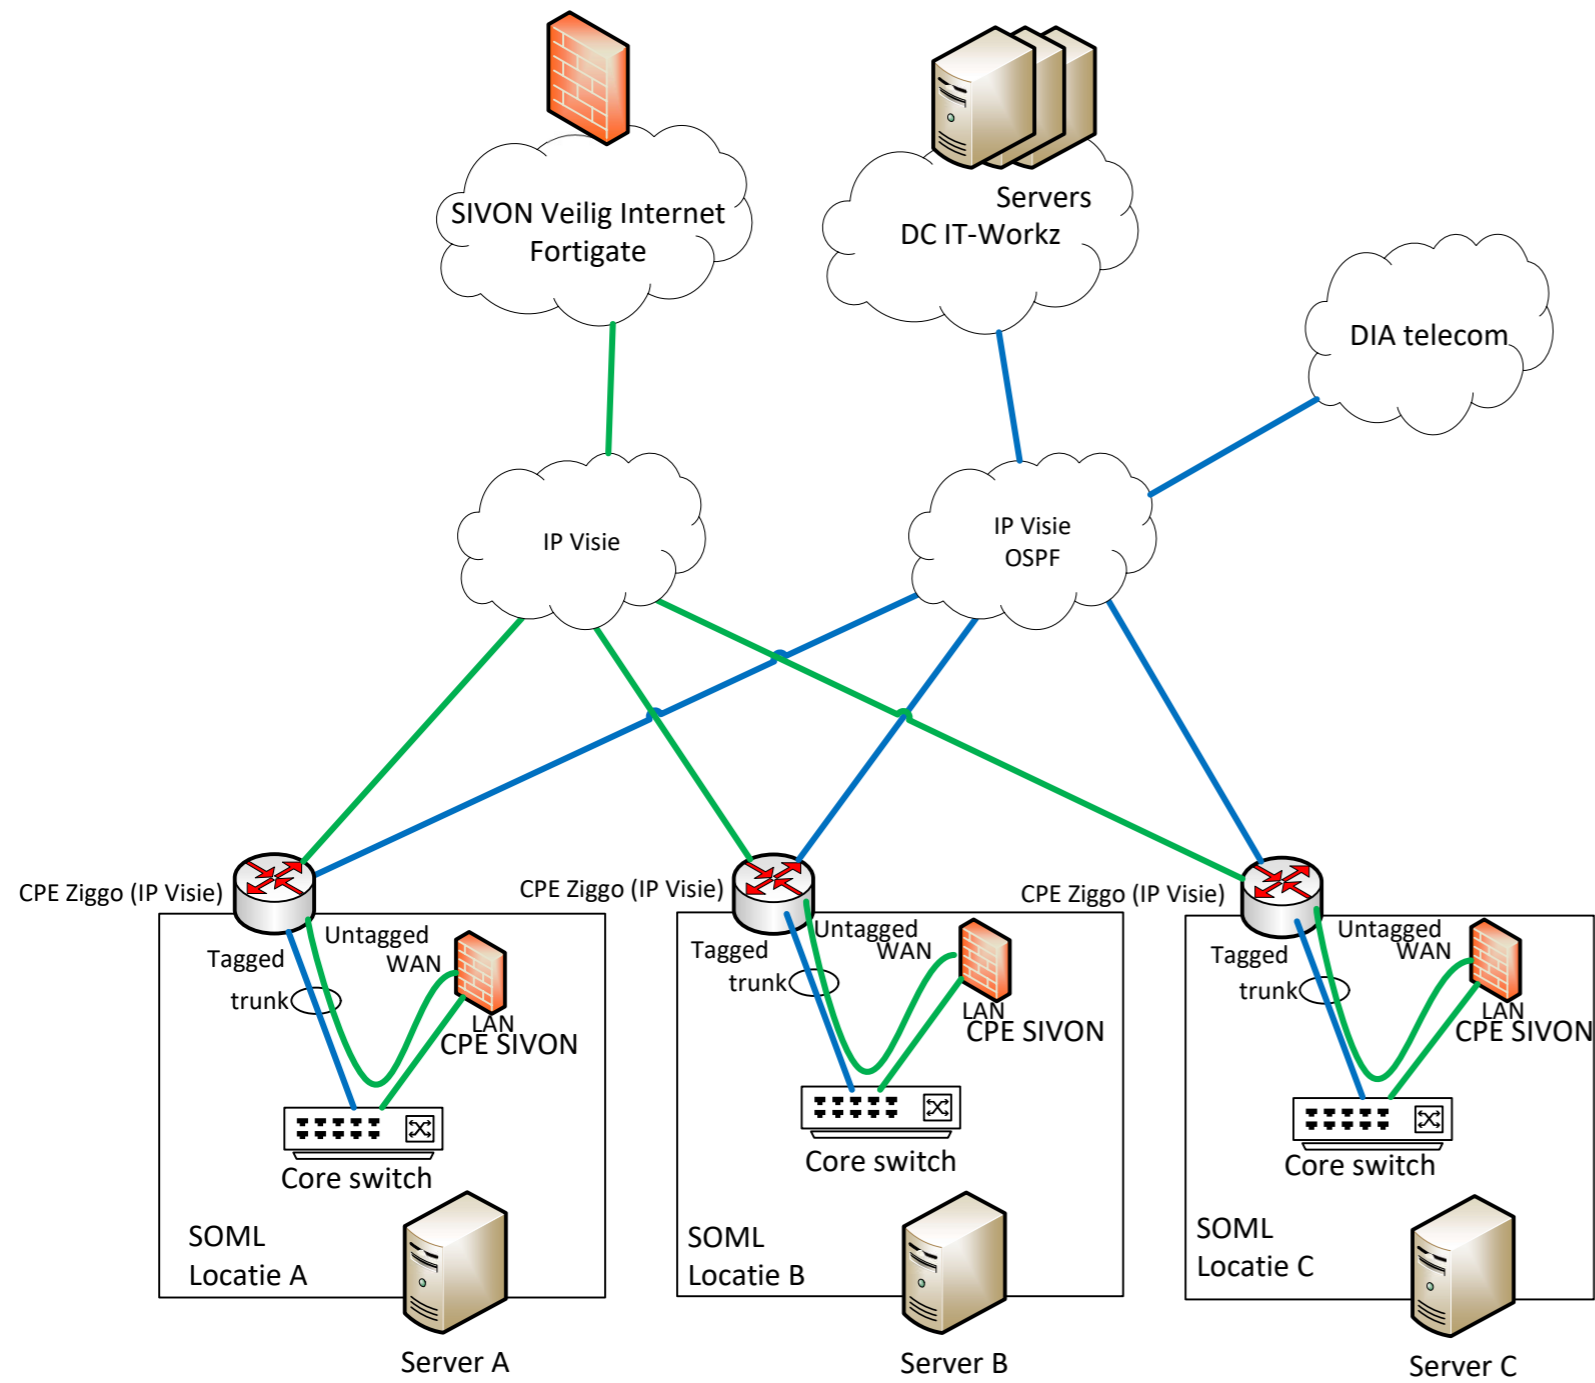 SIVON Veilig Internet
Fortigate
Servers
DC IT-Workz
DIA telecom
IP Visie
IP Visie
OSPF
CPE Ziggo (IP Visie)
CPE Ziggo (IP Visie)
CPE Ziggo (IP Visie)
Tagged
Untagged
WAN
trunk
LAN
CPE SIVON
Core switch
SOML
Locatie A
Server A
Tagged
Untagged
WAN
trunk
LAN
CPE SIVON
Core switch
SOML
Locatie B
Server B
Tagged
Untagged
WAN
trunk
LAN
CPE SIVON
Core switch
SOML
Locatie C
Server C